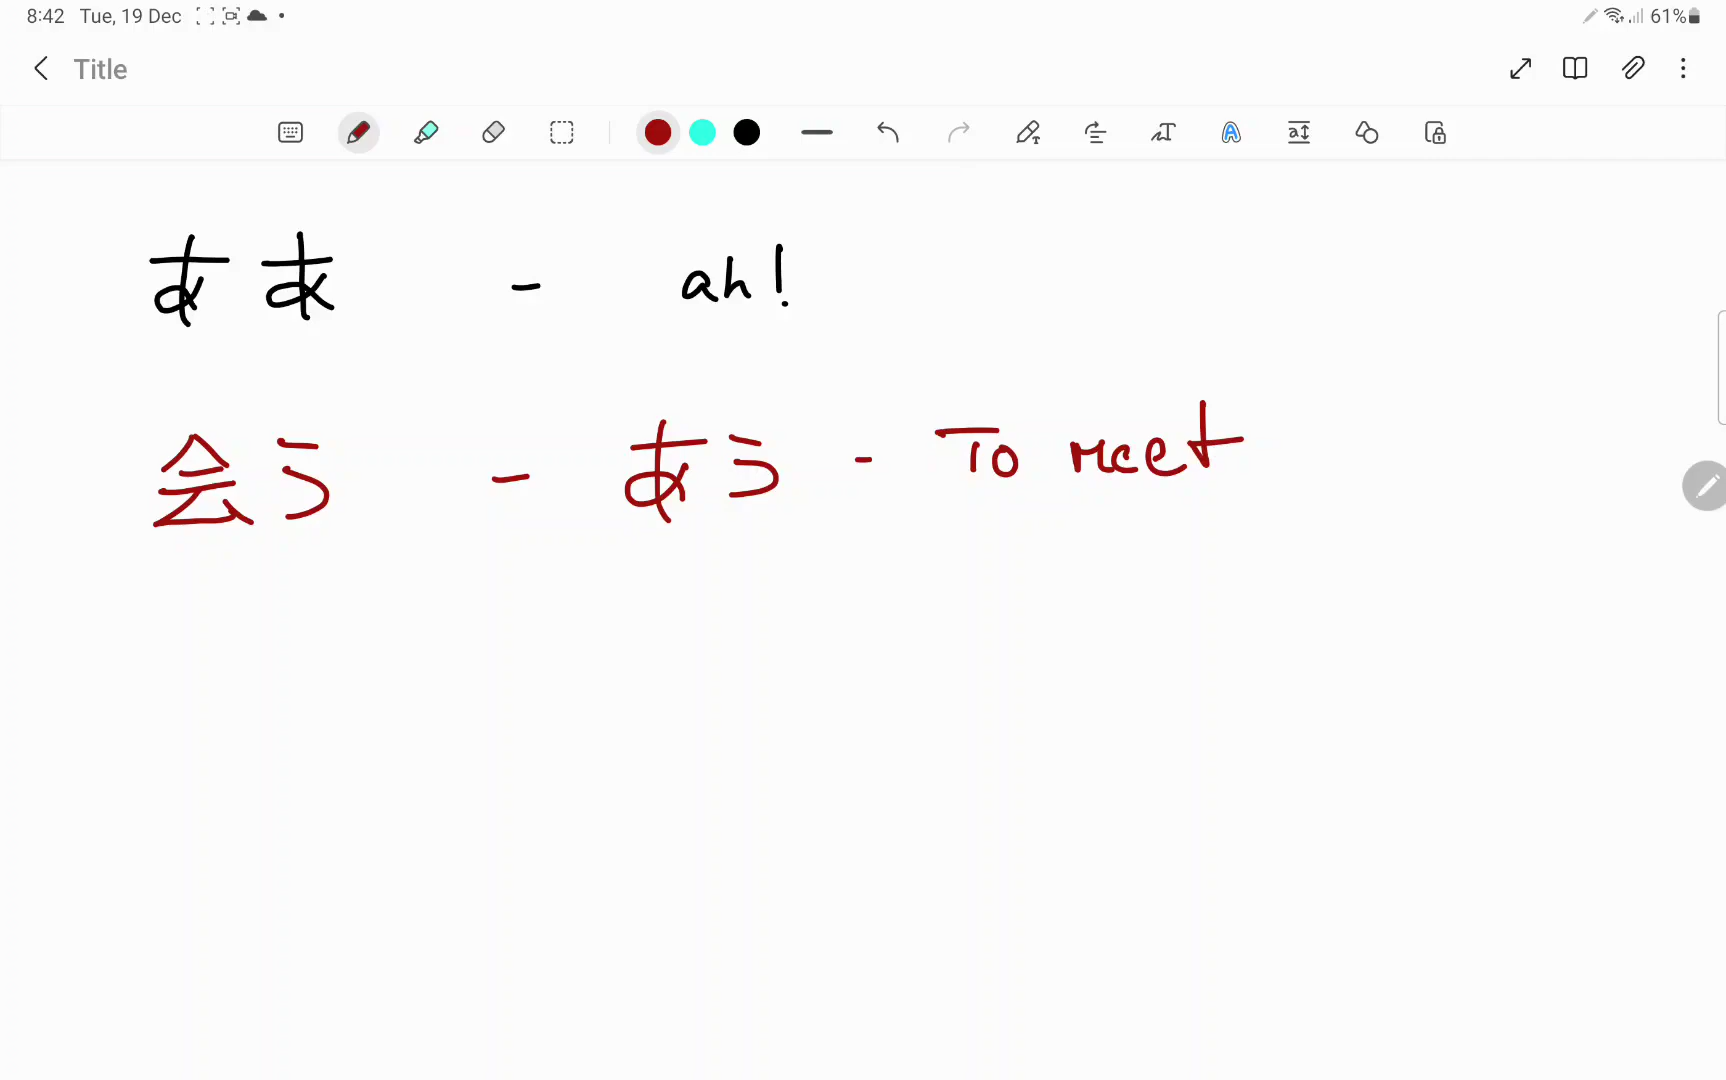 8:42 Tue, 19 Dec 61%
Title
ああ - ah!
会う - あう - To meet